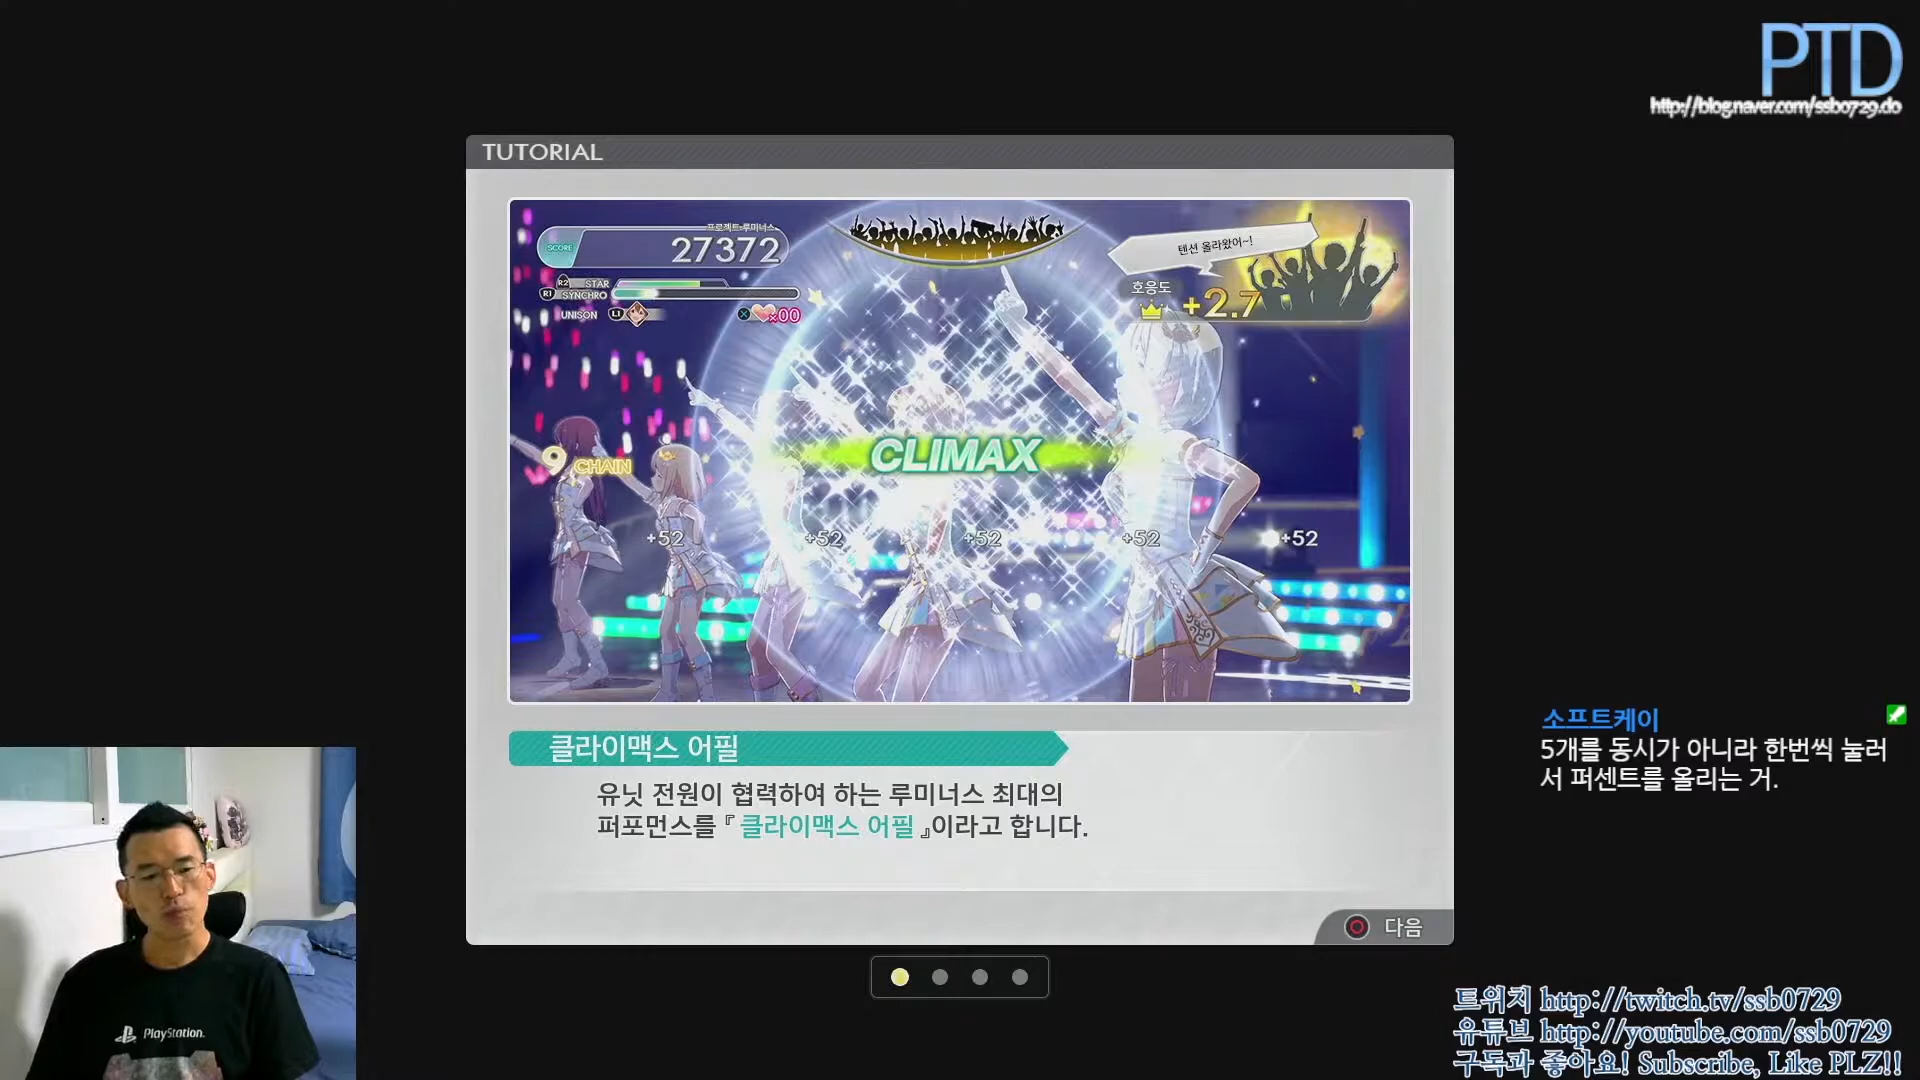 PTD
http://blog.naver.com/ssb0729.do
TUTORIAL
프로젝트·루미너스
SCORE
27372
R2 STAR
R1 SYNCHRO
UNISON L1
×00
텐션 올라왔어~!
호응도
+2.7
CLIMAX
9 CHAIN
+52 +52 +52 +52 +52
클라이맥스 어필
유닛 전원이 협력하여 하는 루미너스 최대의
퍼포먼스를 『클라이맥스 어필』이라고 합니다.
다음
소프트케이
5개를 동시가 아니라 한번씩 눌러
서 퍼센트를 올리는 거.
PlayStation.
트위치 http://twitch.tv/ssb0729
유튜브 http://youtube.com/ssb0729
구독과 좋아요! Subscribe, Like PLZ!!